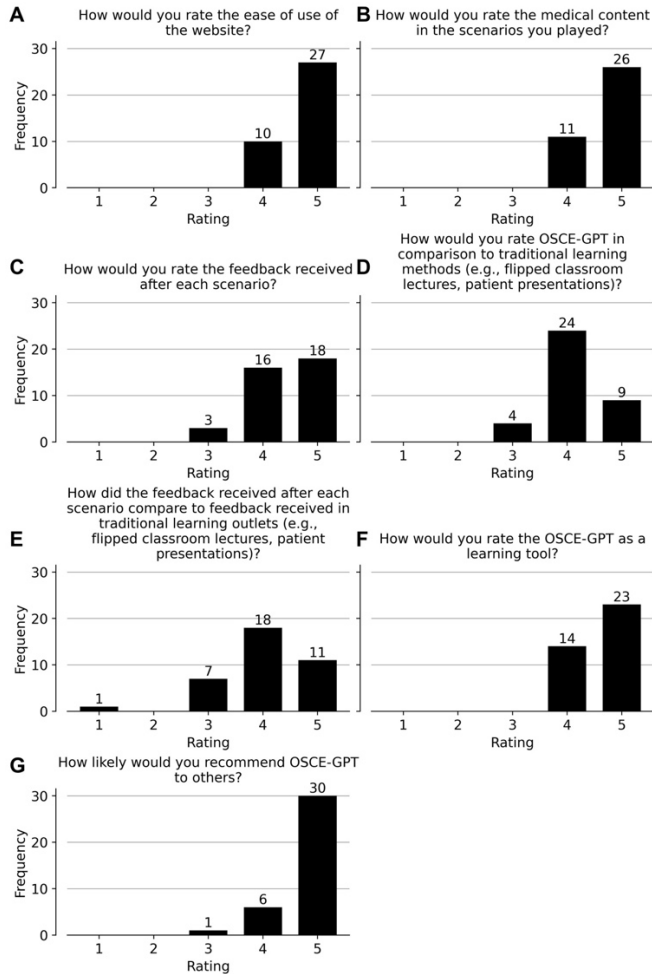 A
How would you rate the ease of use of
the website?
30
20
10
0
Frequency
10
27
1 2 3 4 5
Rating
B
How would you rate the medical content
in the scenarios you played?
11
26
1 2 3 4 5
Rating
C
How would you rate the feedback received
after each scenario?
30
20
10
0
Frequency
3
16
18
1 2 3 4 5
Rating
D
How would you rate OSCE-GPT in
comparison to traditional learning
methods (e.g., flipped classroom
lectures, patient presentations)?
4
24
9
1 2 3 4 5
Rating
E
How did the feedback received after each
scenario compare to feedback received in
traditional learning outlets (e.g.,
flipped classroom lectures, patient
presentations)?
30
20
10
0
Frequency
1
7
18
11
1 2 3 4 5
Rating
F
How would you rate the OSCE-GPT as a
learning tool?
14
23
1 2 3 4 5
Rating
G
How likely would you recommend OSCE-GPT
to others?
30
20
10
0
Frequency
1
6
30
1 2 3 4 5
Rating